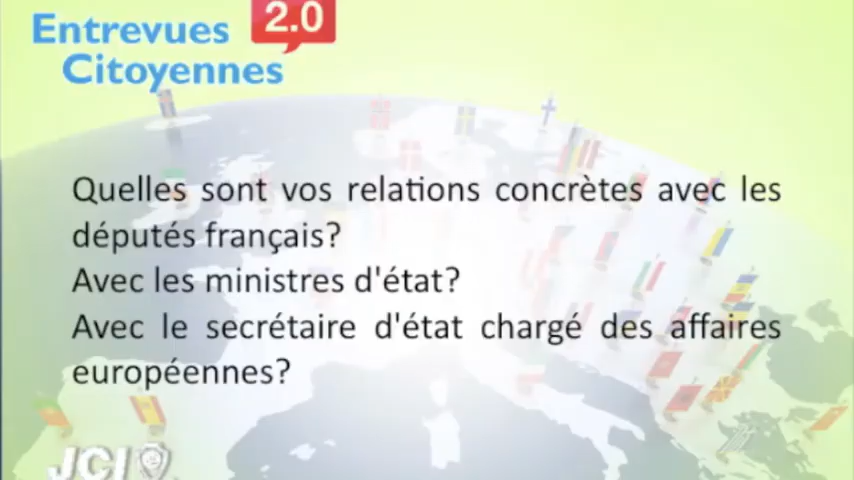 Entrevues 2.0
Citoyennes
Quelles sont vos relations concrètes avec les
députés français?
Avec les ministres d'état?
Avec le secrétaire d'état chargé des affaires
européennes?
JCI